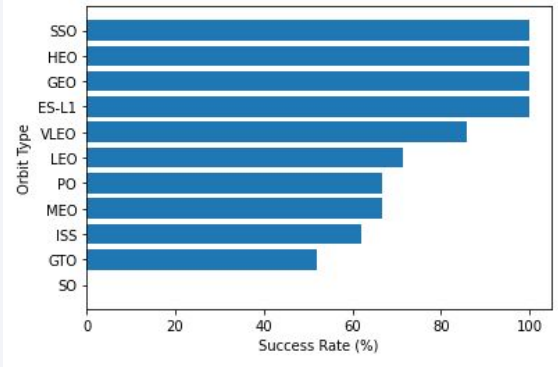 SSO
HEO
GEO
ES-L1
VLEO
LEO
PO
MEO
ISS
GTO
SO
Orbit Type
0 20 40 60 80 100
Success Rate (%)